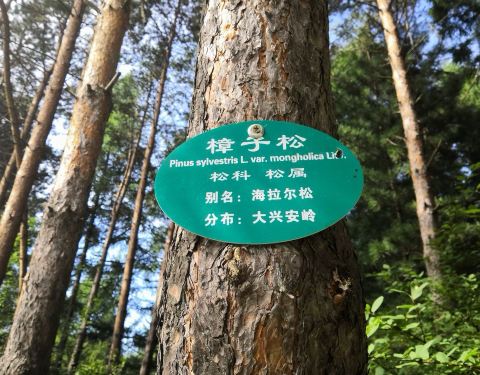 樟子松
Pinus sylvestris L. var. mongholica Litv.
松科 松属
别名：海拉尔松
分布：大兴安岭